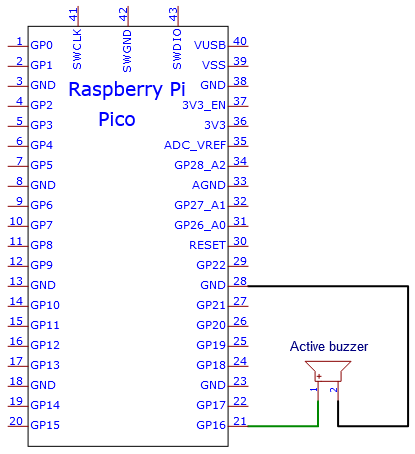 41 42 43
SWCLK SWGND SWDIO
1 GP0 VUSB 40
2 GP1 VSS 39
3 GND GND 38
Raspberry Pi
4 GP2 3V3_EN 37
Pico
5 GP3 3V3 36
6 GP4 ADC_VREF 35
7 GP5 GP28_A2 34
8 GND AGND 33
9 GP6 GP27_A1 32
10 GP7 GP26_A0 31
11 GP8 RESET 30
12 GP9 GP22 29
13 GND GND 28
14 GP10 GP21 27
15 GP11 GP20 26
16 GP12 GP19 25
Active buzzer
17 GP13 GP18 24
+
18 GND GND 23
1 2
19 GP14 GP17 22
20 GP15 GP16 21